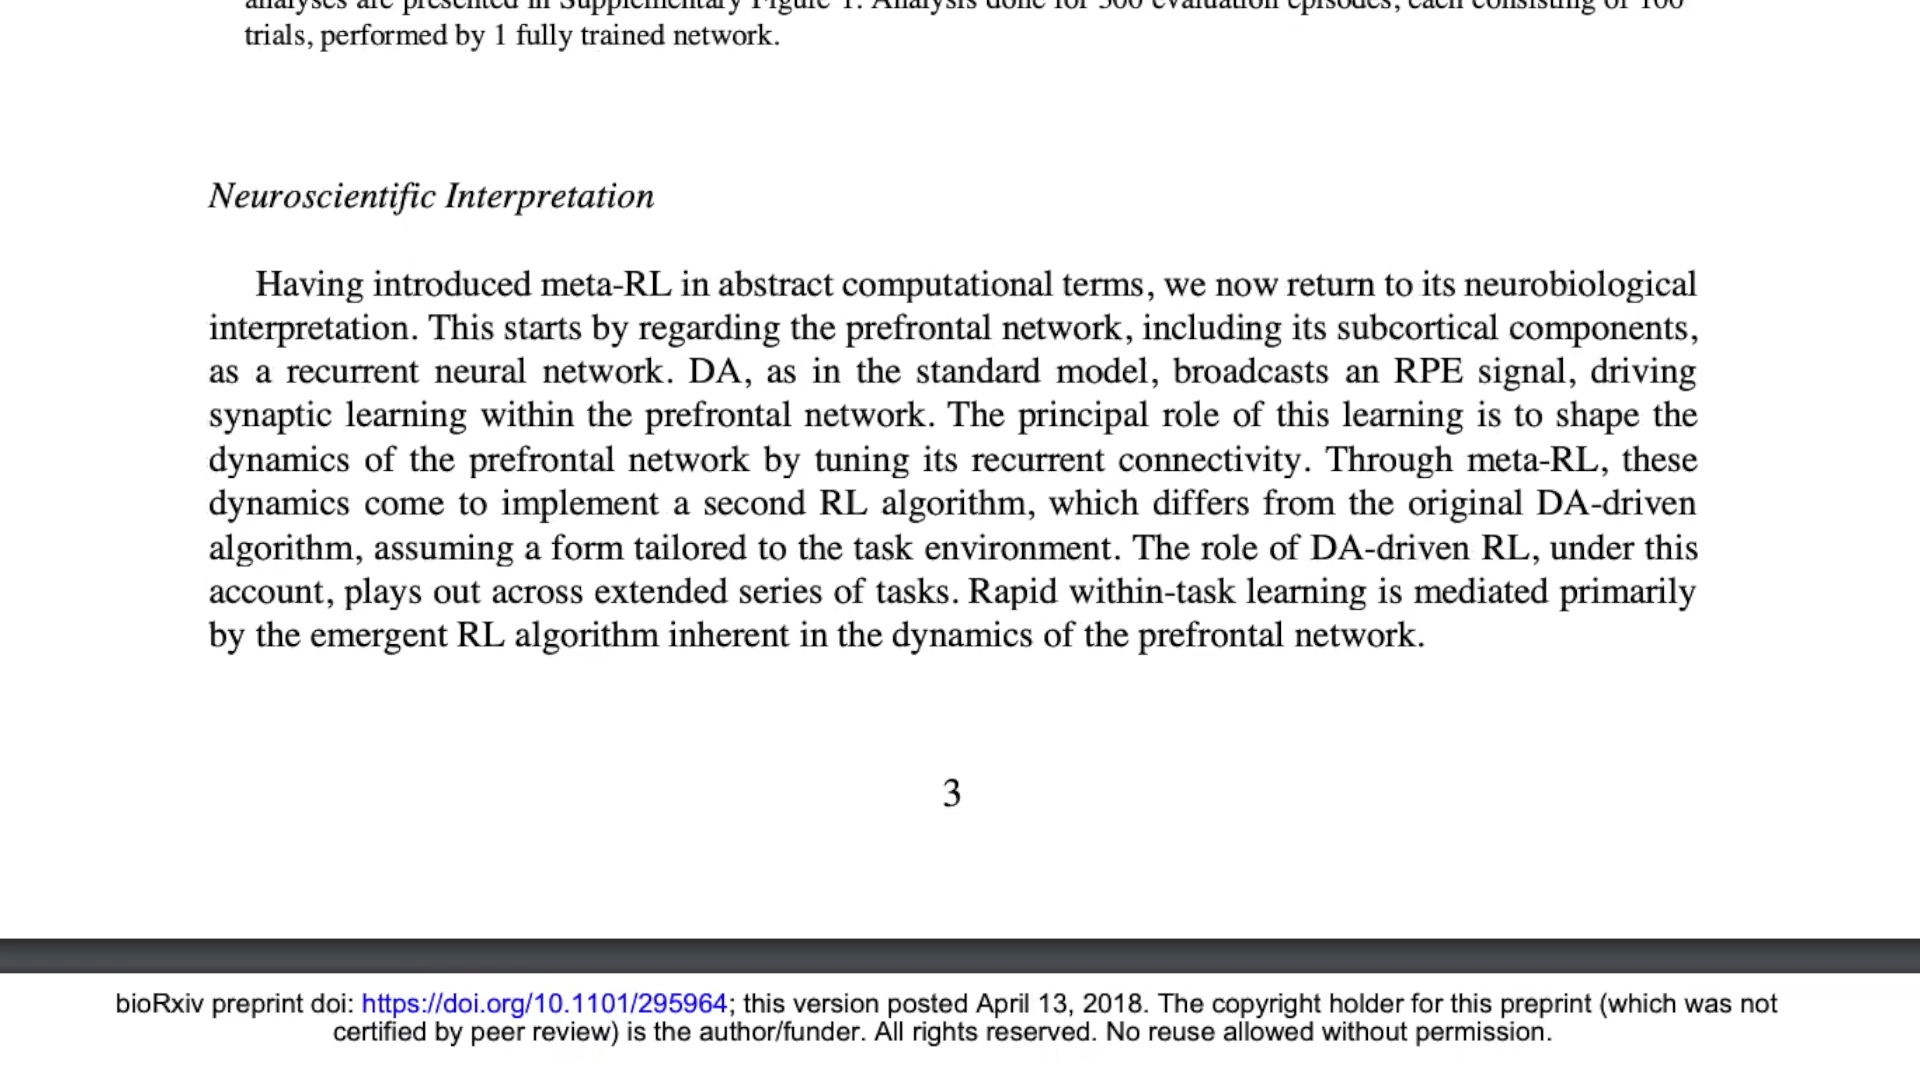 analyses are presented in Supplementary Figure 1. Analysis done for 300 evaluation episodes, each consisting of 100
trials, performed by 1 fully trained network.
Neuroscientific Interpretation
Having introduced meta-RL in abstract computational terms, we now return to its neurobiological
interpretation. This starts by regarding the prefrontal network, including its subcortical components,
as a recurrent neural network. DA, as in the standard model, broadcasts an RPE signal, driving
synaptic learning within the prefrontal network. The principal role of this learning is to shape the
dynamics of the prefrontal network by tuning its recurrent connectivity. Through meta-RL, these
dynamics come to implement a second RL algorithm, which differs from the original DA-driven
algorithm, assuming a form tailored to the task environment. The role of DA-driven RL, under this
account, plays out across extended series of tasks. Rapid within-task learning is mediated primarily
by the emergent RL algorithm inherent in the dynamics of the prefrontal network.
3
bioRxiv preprint doi: https://doi.org/10.1101/295964; this version posted April 13, 2018. The copyright holder for this preprint (which was not
certified by peer review) is the author/funder. All rights reserved. No reuse allowed without permission.